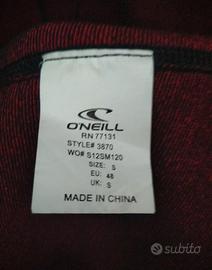 O'NEILL
RN 77131
STYLE# 3870
WO# S12SM120
SIZE: S
EU: 48
UK: S
MADE IN CHINA
subito